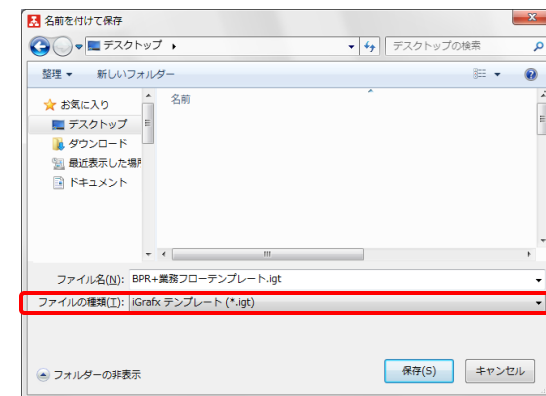 名前を付けて保存
デスクトップ
デスクトップの検索
整理 新しいフォルダー
お気に入り
名前
デスクトップ
ダウンロード
最近表示した場所
ドキュメント
ファイル名(N): BPR+業務フローテンプレート.igt
ファイルの種類(T): iGrafx テンプレート (*.igt)
フォルダーの非表示
保存(S) キャンセル